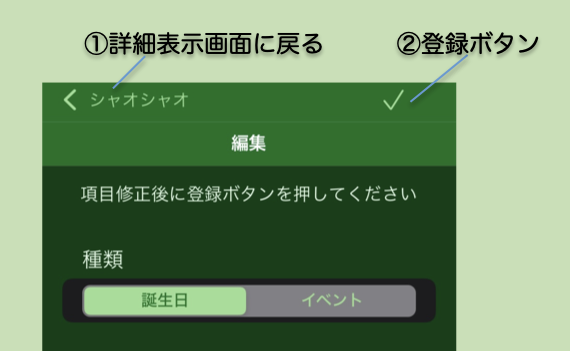 ①詳細表示画面に戻る
②登録ボタン
シャオシャオ
編集
項目修正後に登録ボタンを押してください
種類
誕生日 イベント